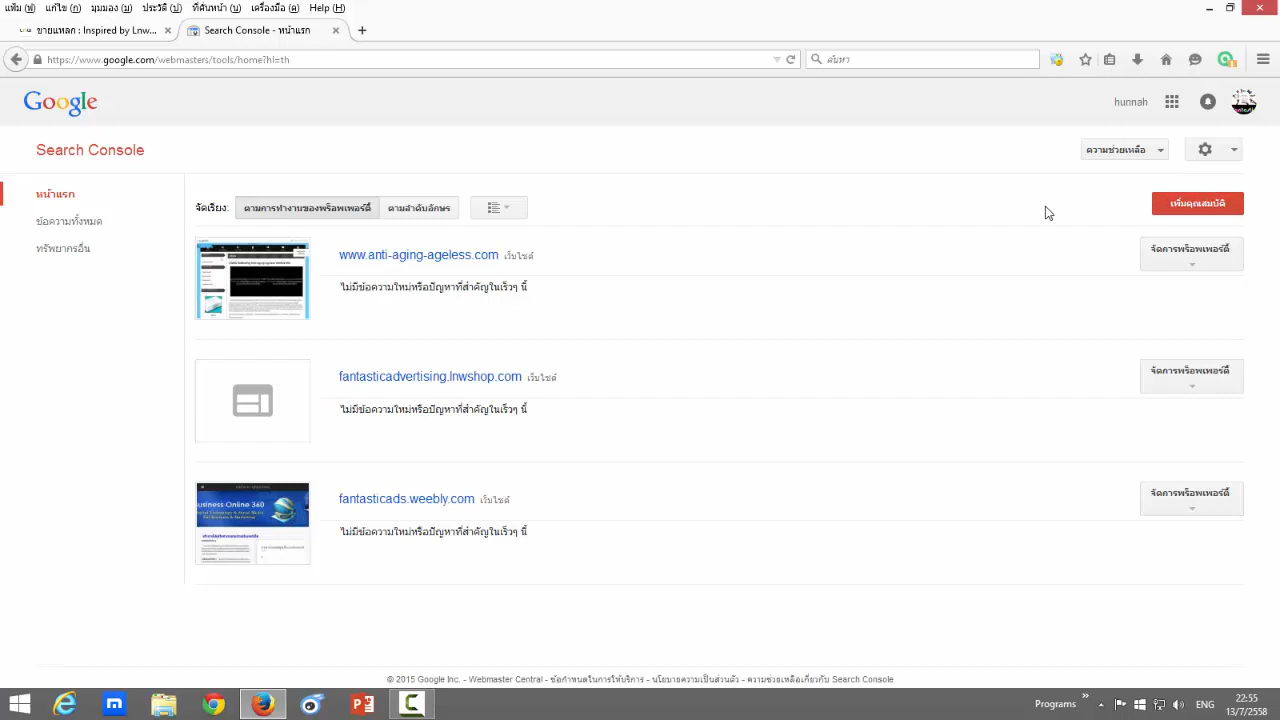 แฟ้ม (ฟ) แก้ไข (ก) มุมมอง (ม) ประวัติ (ป) ที่คั่นหน้า (บ) เครื่องมือ (ค) Help (H)
ขายแหลก : Inspired by Lnw... × Search Console - หน้าแรก × +
https://www.google.com/webmasters/tools/home?hl=th ค้นหา
Google hunnah
Search Console ความช่วยเหลือ
หน้าแรก
ข้อความทั้งหมด
ทรัพยากรอื่น
จัดเรียง: ตามการทำงานของพร็อพเพอร์ตี้ ตามลำดับอักษร เพิ่มคุณสมบัติ
www.anti-aging-ageless.com เว็บไซต์ จัดการพร็อพเพอร์ตี้
ไม่มีข้อความใหม่หรือปัญหาที่สำคัญในเร็วๆ นี้
fantasticadvertising.lnwshop.com เว็บไซต์ จัดการพร็อพเพอร์ตี้
ไม่มีข้อความใหม่หรือปัญหาที่สำคัญในเร็วๆ นี้
Business Online 360
fantasticads.weebly.com เว็บไซต์ จัดการพร็อพเพอร์ตี้
ไม่มีข้อความใหม่หรือปัญหาที่สำคัญในเร็วๆ นี้
© 2015 Google Inc. - Webmaster Central - ข้อกำหนดในการให้บริการ - นโยบายความเป็นส่วนตัว - ความช่วยเหลือเกี่ยวกับ Search Console
Programs » ENG 22:55
13/7/2558